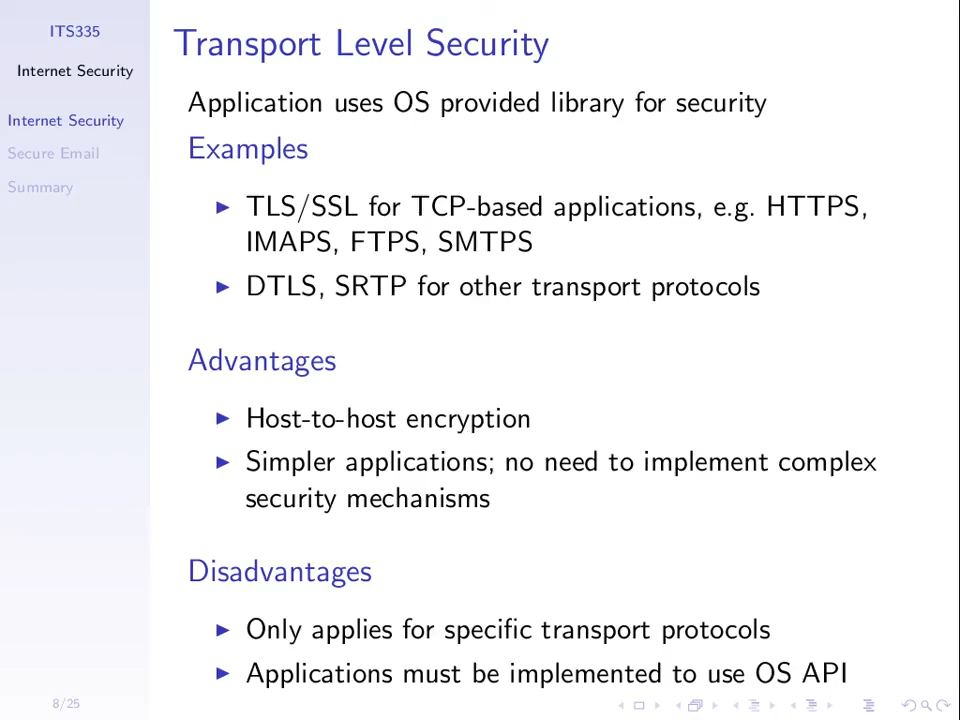 ITS335
Internet Security
Internet Security
Secure Email
Summary
Transport Level Security
Application uses OS provided library for security
Examples
TLS/SSL for TCP-based applications, e.g. HTTPS,
IMAPS, FTPS, SMTPS
DTLS, SRTP for other transport protocols
Advantages
Host-to-host encryption
Simpler applications; no need to implement complex
security mechanisms
Disadvantages
Only applies for specific transport protocols
Applications must be implemented to use OS API
8/25